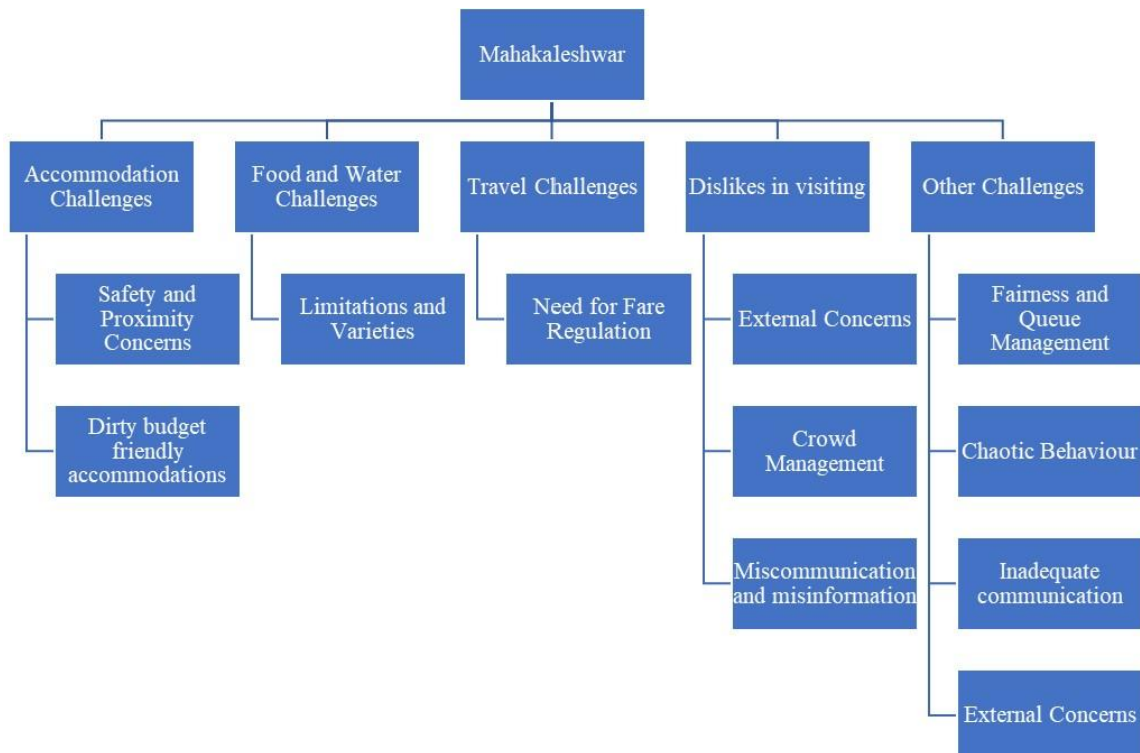 Mahakaleshwar
Accommodation
Challenges
Food and Water
Challenges
Travel Challenges
Dislikes in visiting
Other Challenges
Safety and
Proximity
Concerns
Dirty budget
friendly
accommodations
Limitations and
Varieties
Need for Fare
Regulation
External Concerns
Crowd
Management
Miscommunication
and misinformation
Fairness and
Queue
Management
Chaotic Behaviour
Inadequate
communication
External Concerns